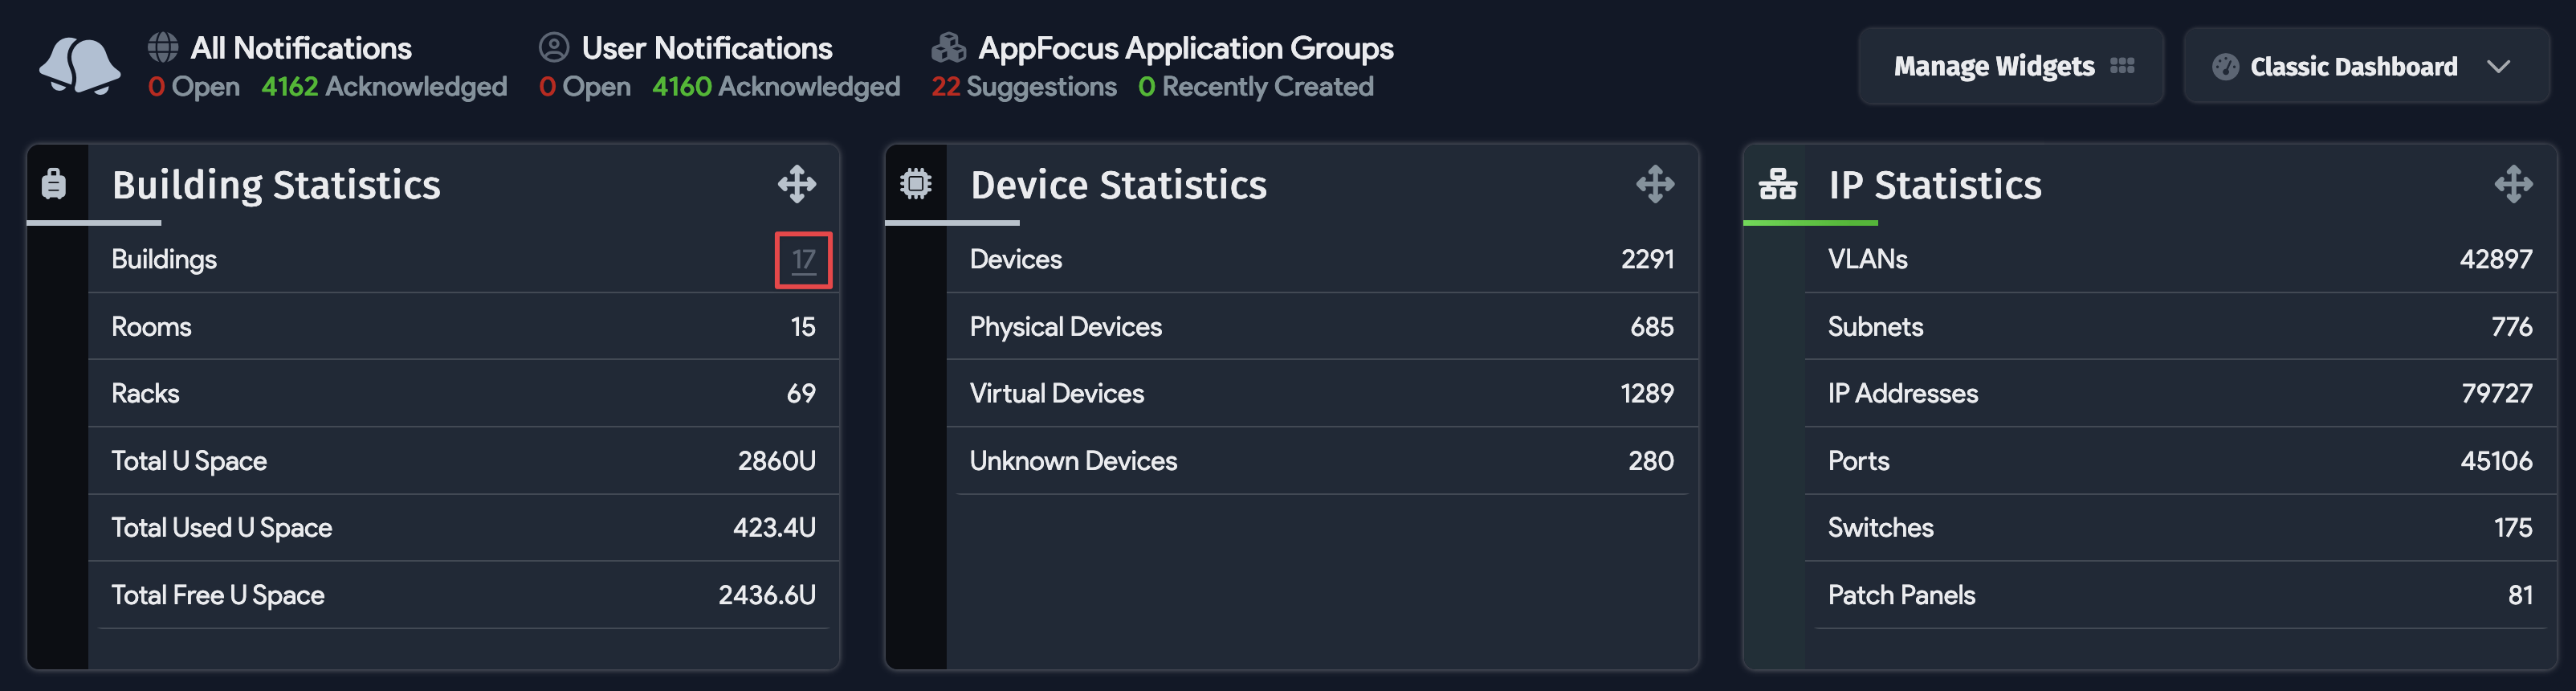 All Notifications
0 Open 4162 Acknowledged
User Notifications
0 Open 4160 Acknowledged
AppFocus Application Groups
22 Suggestions 0 Recently Created
Manage Widgets
Classic Dashboard
Building Statistics
Buildings 17
Rooms 15
Racks 69
Total U Space 2860U
Total Used U Space 423.4U
Total Free U Space 2436.6U
Device Statistics
Devices 2291
Physical Devices 685
Virtual Devices 1289
Unknown Devices 280
IP Statistics
VLANs 42897
Subnets 776
IP Addresses 79727
Ports 45106
Switches 175
Patch Panels 81